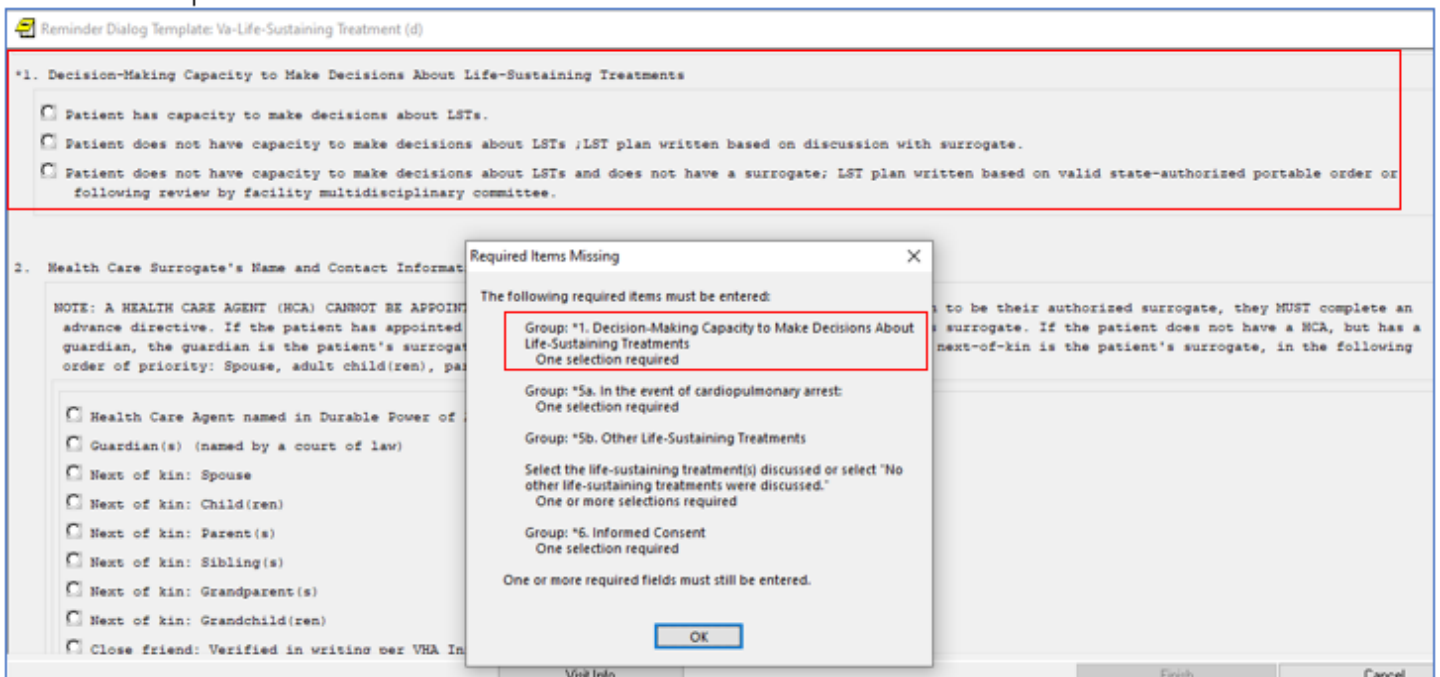 Reminder Dialog Template: Va-Life-Sustaining Treatment (d)
*1. Decision-Making Capacity to Make Decisions About Life-Sustaining Treatments
Patient has capacity to make decisions about LSTs.
Patient does not have capacity to make decisions about LSTs ;LST plan written based on discussion with surrogate.
Patient does not have capacity to make decisions about LSTs and does not have a surrogate; LST plan written based on valid state-authorized portable order or
following review by facility multidisciplinary committee.
2. Health Care Surrogate's Name and Contact
NOTE: A HEALTH CARE AGENT (HCA) CANNOT BE to be their authorized surrogate, they MUST complete an
advance directive. If the patient has appointed surrogate. If the patient does not have a HCA, but has a
guardian, the guardian is the patient's next-of-kin is the patient's surrogate, in the following
order of priority: Spouse, adult child(ren),
Health Care Agent named in Durable Power of
Guardian(s) (named by a court of law)
Next of kin: Spouse
Next of kin: Child(ren)
Next of kin: Parent(s)
Next of kin: Sibling(s)
Next of kin: Grandparent(s)
Next of kin: Grandchild(ren)
Close friend: Verified in writing per VHA
Required Items Missing
The following required items must be entered:
Group: *1. Decision-Making Capacity to Make Decisions About
Life-Sustaining Treatments
One selection required
Group: *5a. In the event of cardiopulmonary arrest:
One selection required
Group: *5b. Other Life-Sustaining Treatments
Select the life-sustaining treatment(s) discussed or select "No
other life-sustaining treatments were discussed."
One or more selections required
Group: *6. Informed Consent
One selection required
One or more required fields must still be entered.
OK
Visit Info
Finish
Cancel